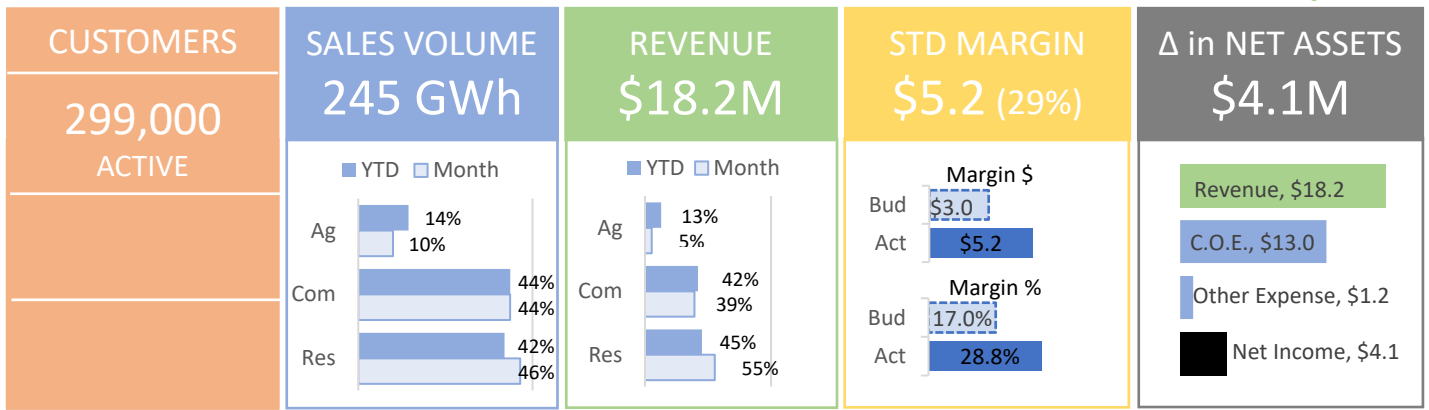 CUSTOMERS
299,000
ACTIVE
SALES VOLUME
245 GWh
YTD Month
Ag
14%
10%
Com
44%
44%
Res
42%
46%
REVENUE
$18.2M
YTD Month
Ag
13%
5%
Com
42%
39%
Res
45%
55%
STD MARGIN
$5.2 (29%)
Margin $
Bud $3.0
Act $5.2
Margin %
Bud 17.0%
Act 28.8%
Δ in NET ASSETS
$4.1M
Revenue, $18.2
C.O.E., $13.0
Other Expense, $1.2
Net Income, $4.1